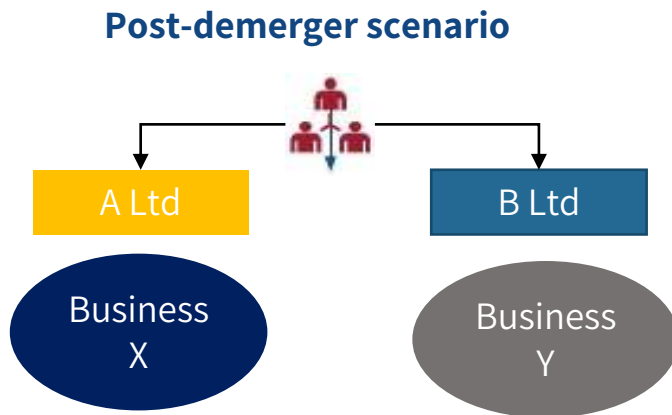 Post-demerger scenario
A Ltd
B Ltd
Business
X
Business
Y